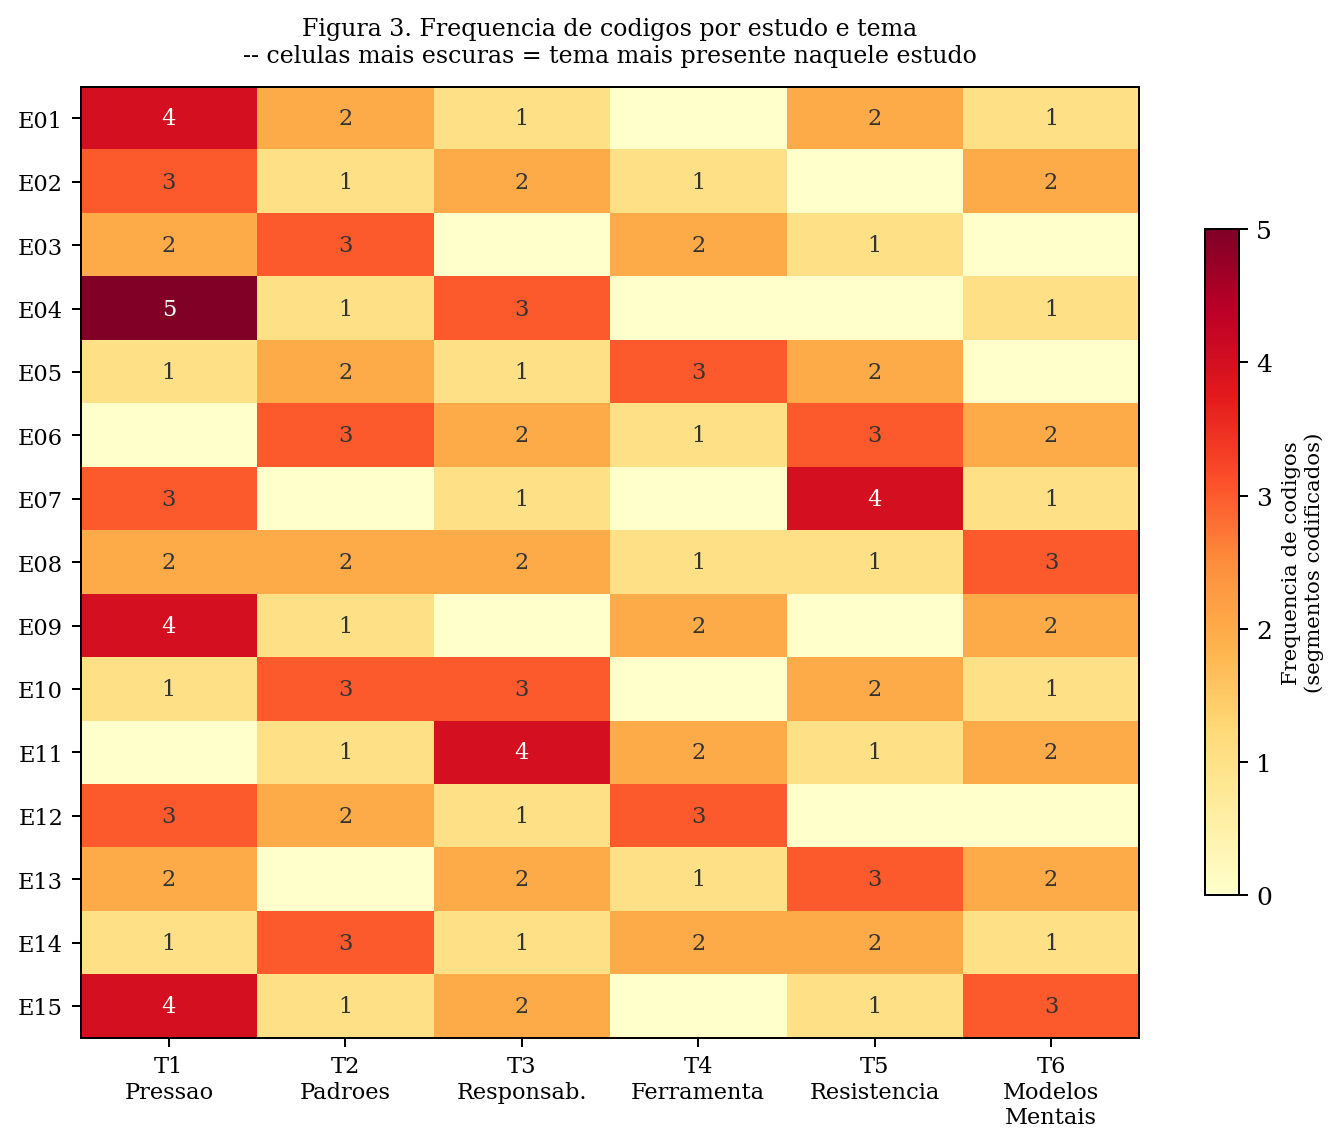 Figura 3. Frequencia de codigos por estudo e tema
-- celulas mais escuras = tema mais presente naquele estudo
E01 4 2 1 2 1
E02 3 1 2 1 2
E03 2 3 2 1
E04 5 1 3 1
E05 1 2 1 3 2
E06 3 2 1 3 2
E07 3 1 4 1
E08 2 2 2 1 1 3
E09 4 1 2 2
E10 1 3 3 2 1
E11 1 4 2 1 2
E12 3 2 1 3
E13 2 2 1 3 2
E14 1 3 1 2 2 1
E15 4 1 2 1 3
T1 T2 T3 T4 T5 T6
Pressao Padroes Responsab. Ferramenta Resistencia Modelos
Mentais
5
4
3
2
1
0
Frequencia de codigos
(segmentos codificados)